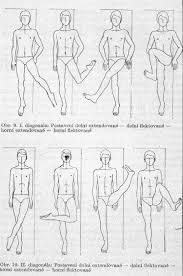 Obr. 9. I. diagonála: Postavení dolní extendované — dolní flektované —
horní extendované — horní flektované
Obr. 10. II. diagonála: Postavení dolní extendované — dolní flektované
— horní extendované — horní flektované